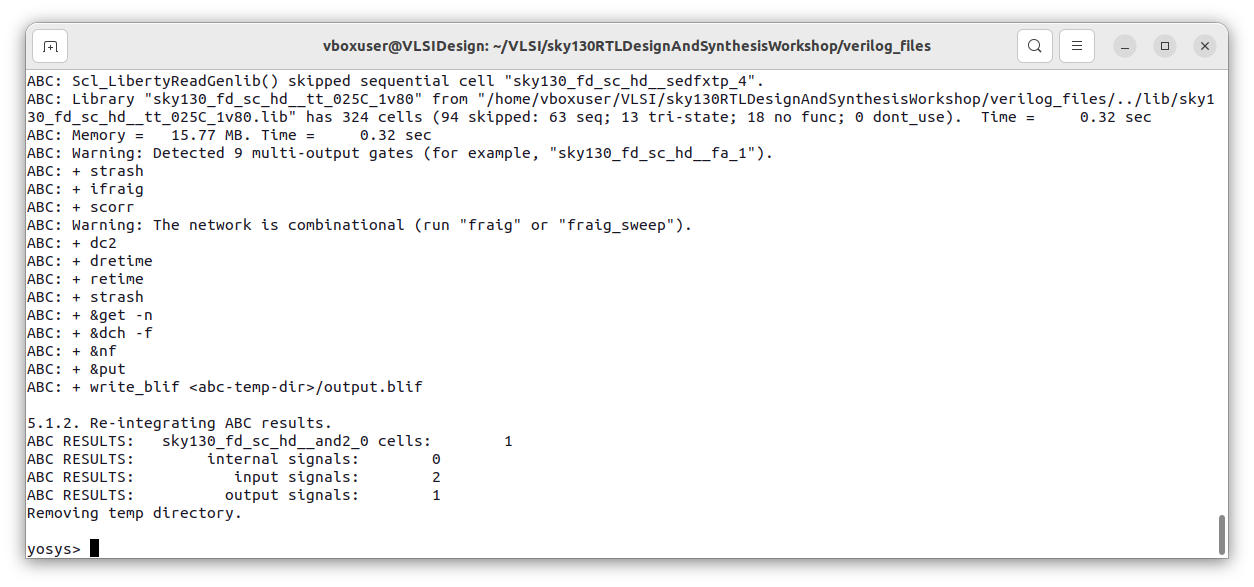 vboxuser@VLSIDesign: ~/VLSI/sky130RTLDesignAndSynthesisWorkshop/verilog_files
ABC: Scl_LibertyReadGenlib() skipped sequential cell "sky130_fd_sc_hd__sedfxtp_4".
ABC: Library "sky130_fd_sc_hd__tt_025C_1v80" from "/home/vboxuser/VLSI/sky130RTLDesignAndSynthesisWorkshop/verilog_files/../lib/sky1
30_fd_sc_hd__tt_025C_1v80.lib" has 324 cells (94 skipped: 63 seq; 13 tri-state; 18 no func; 0 dont_use).  Time =     0.32 sec
ABC: Memory =   15.77 MB. Time =     0.32 sec
ABC: Warning: Detected 9 multi-output gates (for example, "sky130_fd_sc_hd__fa_1").
ABC: + strash
ABC: + ifraig
ABC: + scorr
ABC: Warning: The network is combinational (run "fraig" or "fraig_sweep").
ABC: + dc2
ABC: + dretime
ABC: + retime
ABC: + strash
ABC: + &get -n
ABC: + &dch -f
ABC: + &nf
ABC: + &put
ABC: + write_blif <abc-temp-dir>/output.blif
5.1.2. Re-integrating ABC results.
ABC RESULTS:   sky130_fd_sc_hd__and2_0 cells:        1
ABC RESULTS:        internal signals:        0
ABC RESULTS:           input signals:        2
ABC RESULTS:          output signals:        1
Removing temp directory.
yosys>